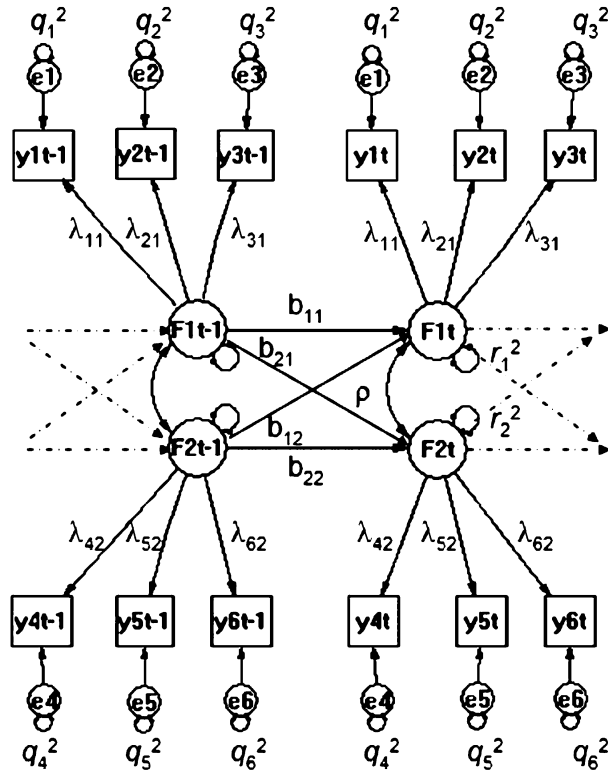 q₁² q₂² q₃² q₁² q₂² q₃²
e1 e2 e3 e1 e2 e3
y1t-1 y2t-1 y3t-1 y1t y2t y3t
λ₁₁ λ₂₁ λ₃₁ λ₁₁ λ₂₁ λ₃₁
F1t-1 b₁₁ F1t
b₂₁ ρ r₁²
b₁₂ r₂²
F2t-1 b₂₂ F2t
λ₄₂ λ₅₂ λ₆₂ λ₄₂ λ₅₂ λ₆₂
y4t-1 y5t-1 y6t-1 y4t y5t y6t
e4 e5 e6 e4 e5 e6
q₄² q₅² q₆² q₄² q₅² q₆²